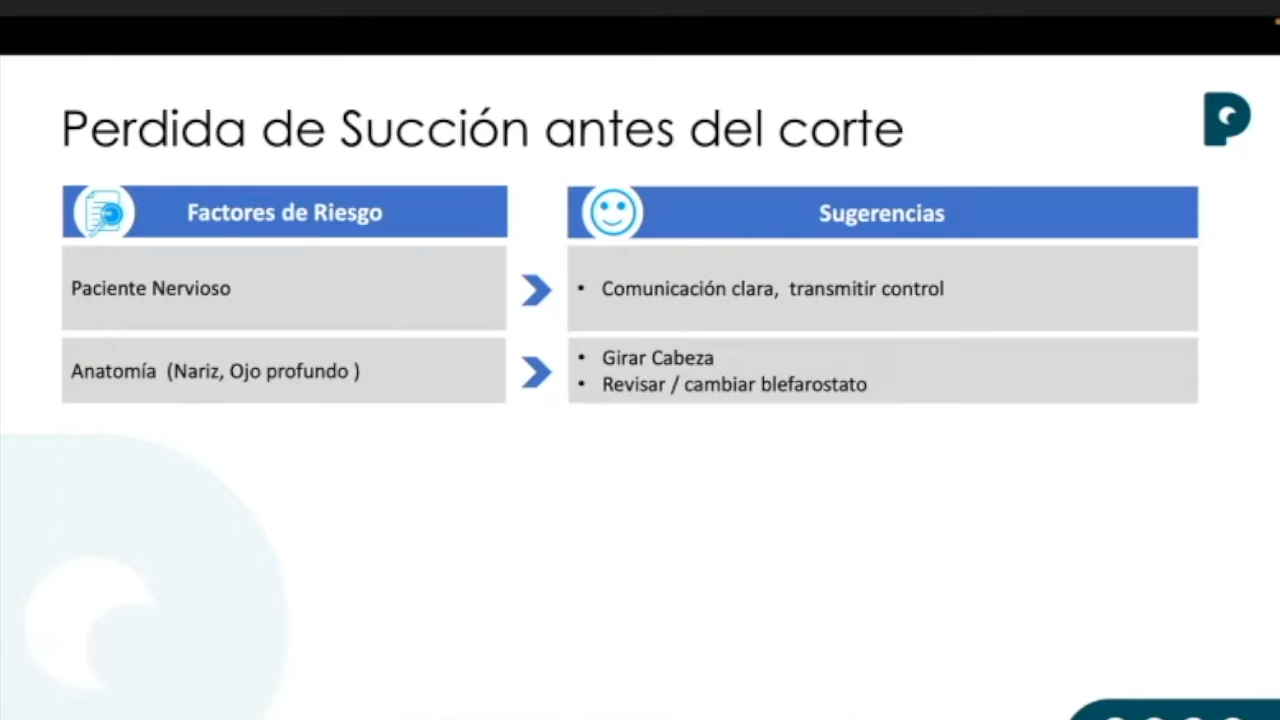 Perdida de Succión antes del corte
Factores de Riesgo
Sugerencias
Paciente Nervioso
• Comunicación clara, transmitir control
Anatomía (Nariz, Ojo profundo )
• Girar Cabeza
• Revisar / cambiar blefarostato